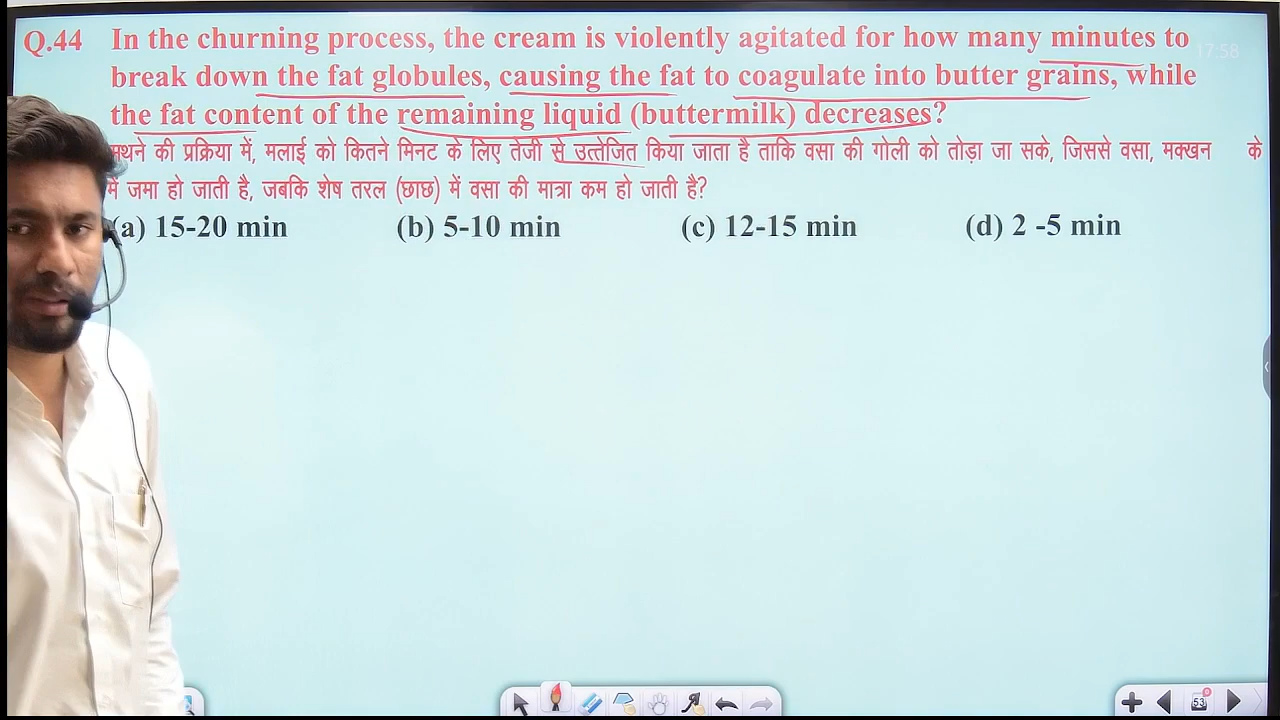 Q.44 In the churning process, the cream is violently agitated for how many minutes to
17:58
break down the fat globules, causing the fat to coagulate into butter grains, while
the fat content of the remaining liquid (buttermilk) decreases?
मथने की प्रक्रिया में, मलाई को कितने मिनट के लिए तेजी से उत्तेजित किया जाता है ताकि वसा की गोली को तोड़ा जा सके, जिससे वसा, मक्खन के
में जमा हो जाती है, जबकि शेष तरल (छाछ) में वसा की मात्रा कम हो जाती है?
(a) 15-20 min (b) 5-10 min (c) 12-15 min (d) 2 -5 min
53